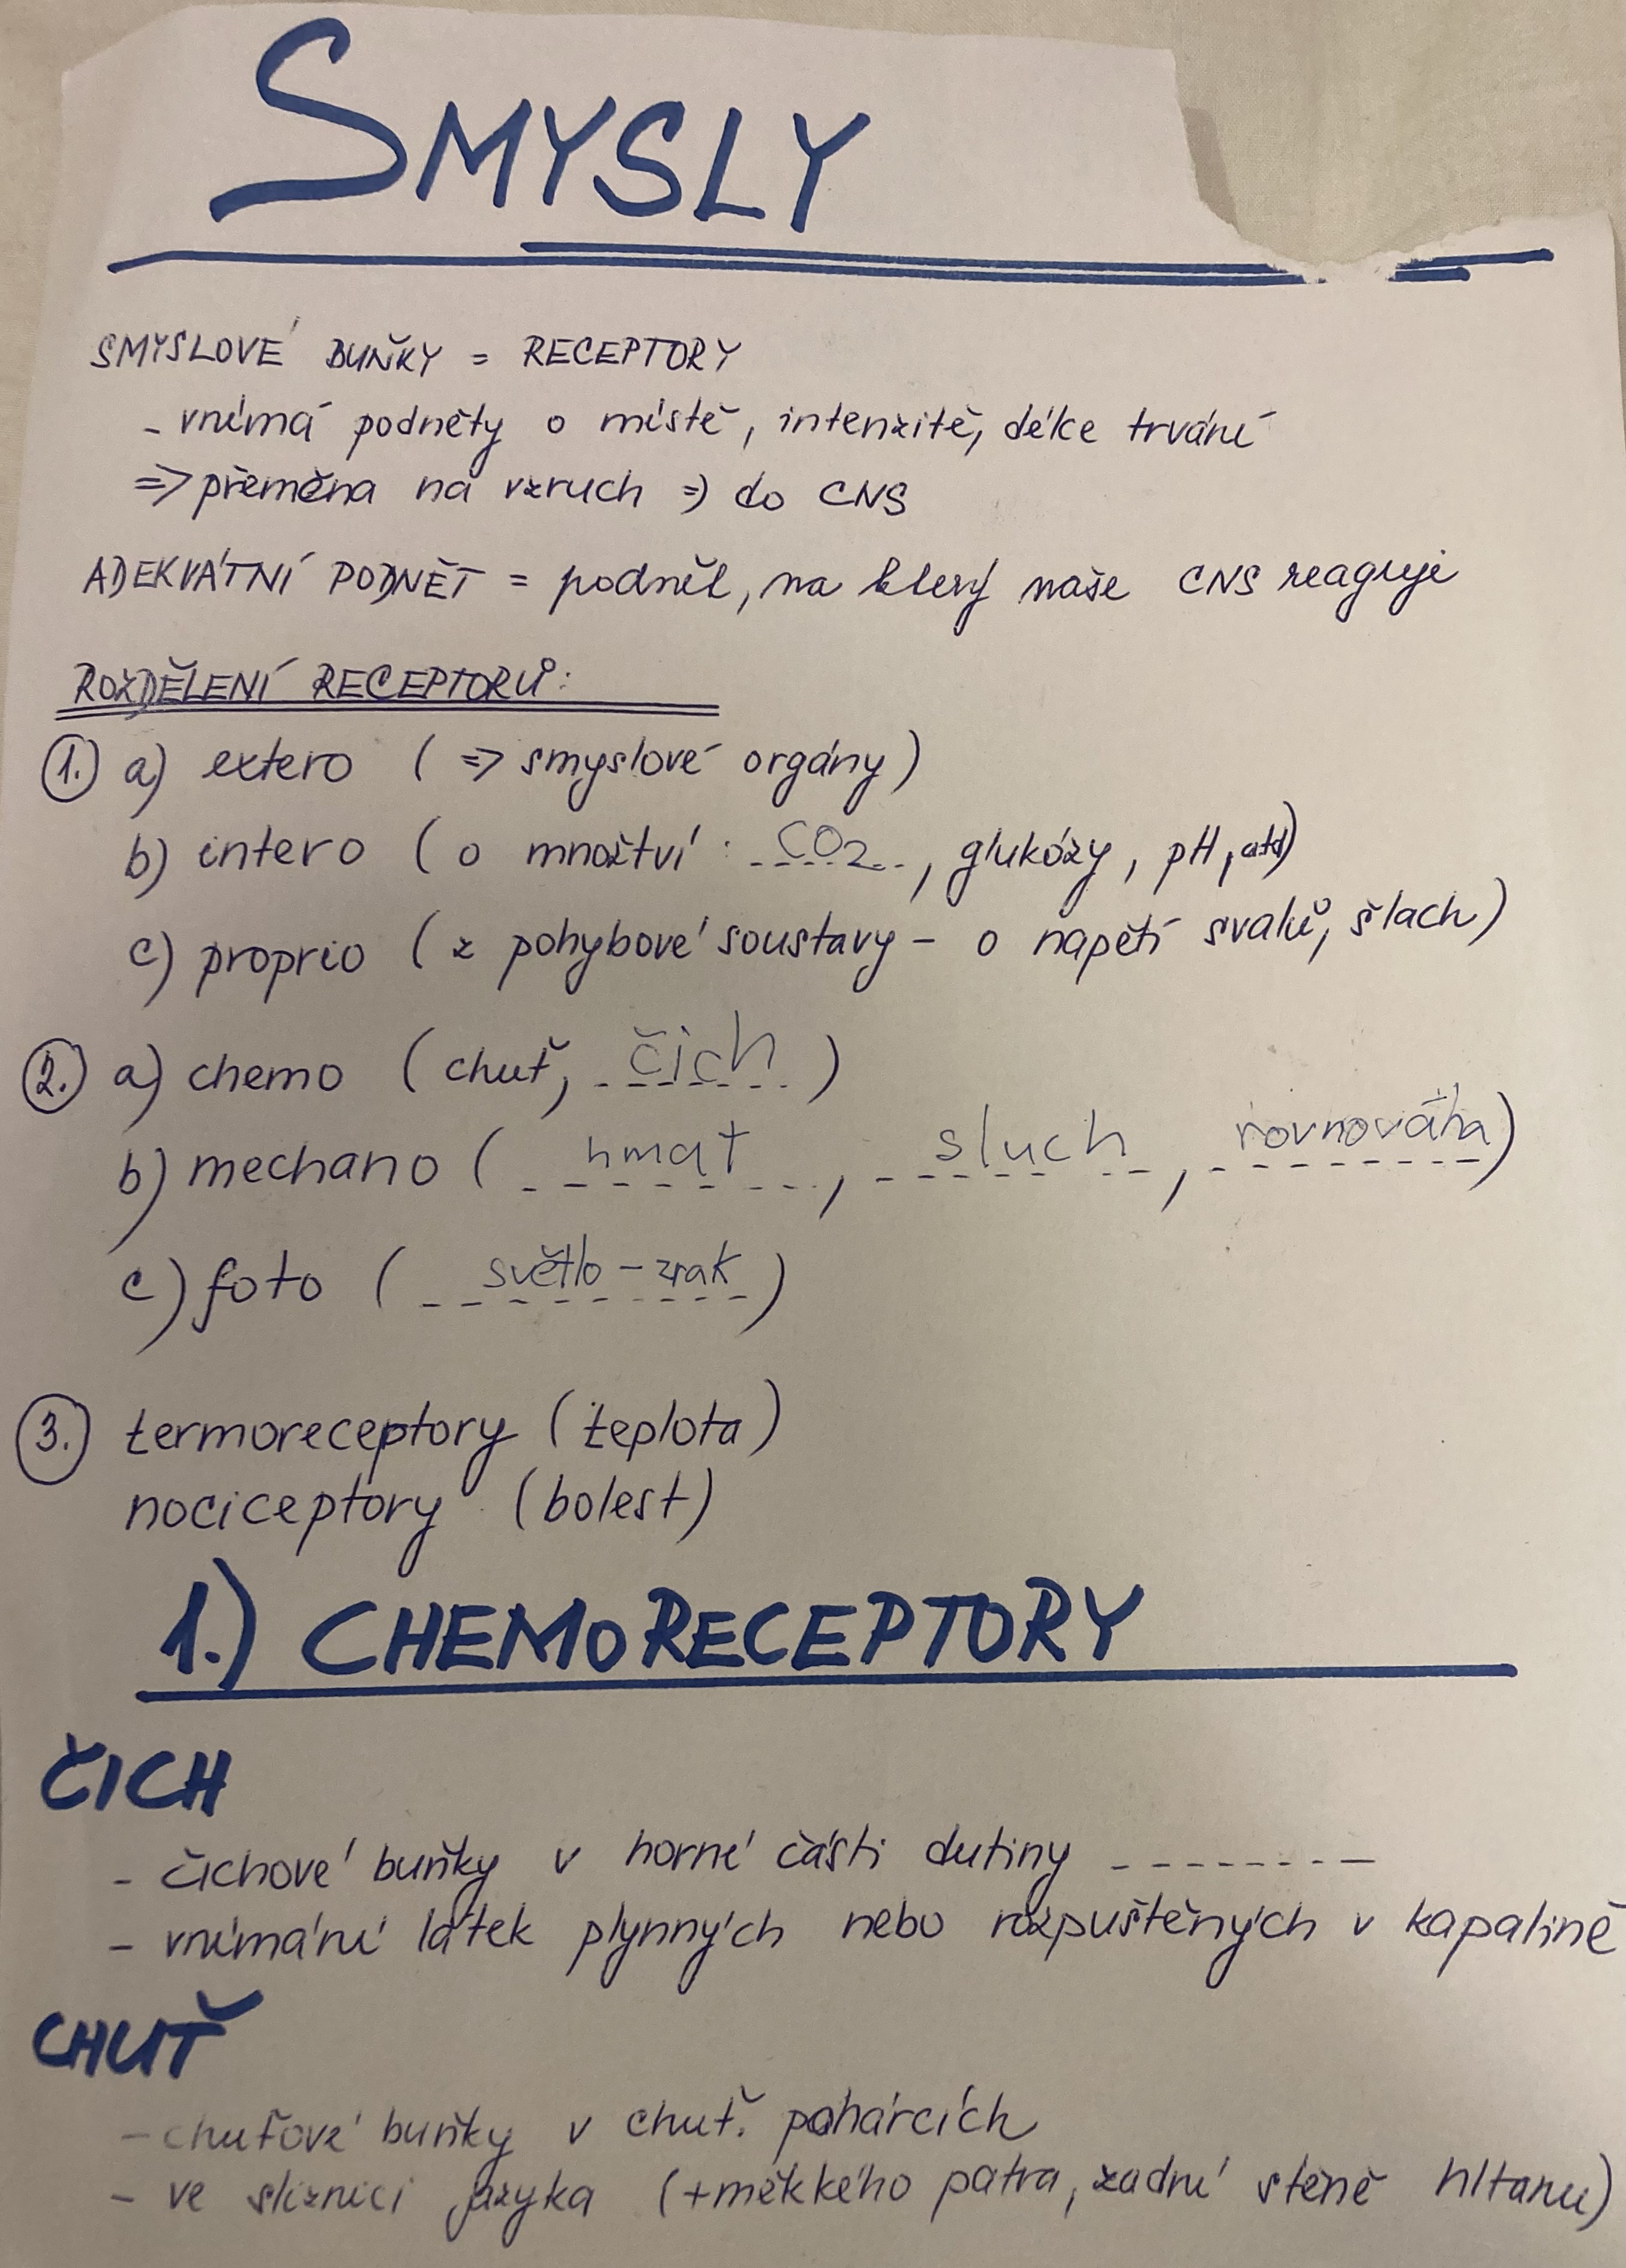 SMYSLY
SMYSLOVÉ BUŇKY = RECEPTORY
- vnímá podněty o místě, intenzitě, délce trvání
=> přeměna na vzruch => do CNS
ADEKVÁTNÍ PODNĚT = podnět, na který naše CNS reaguje
ROZDĚLENÍ RECEPTORŮ:
1. a) extero ( => smyslové orgány )
b) intero ( o množtví : CO2, glukózy, pH, atd)
c) proprio ( z pohybové soustavy - o napětí svalů, šlach )
2. a) chemo ( chuť, čich )
b) mechano ( hmat, sluch, rovnováha )
c) foto ( světlo - zrak )
3. termoreceptory ( teplota )
nociceptory ( bolest )
1.) CHEMORECEPTORY
ČICH
- čichové buňky v horní části dutiny ---------
- vnímání látek plynných nebo rozpuštěných v kapalině
CHUŤ
- chuťové buňky v chuť. pohárcích
- ve sliznici jazyka (+měkkého patra, zadní stěně hltanu)